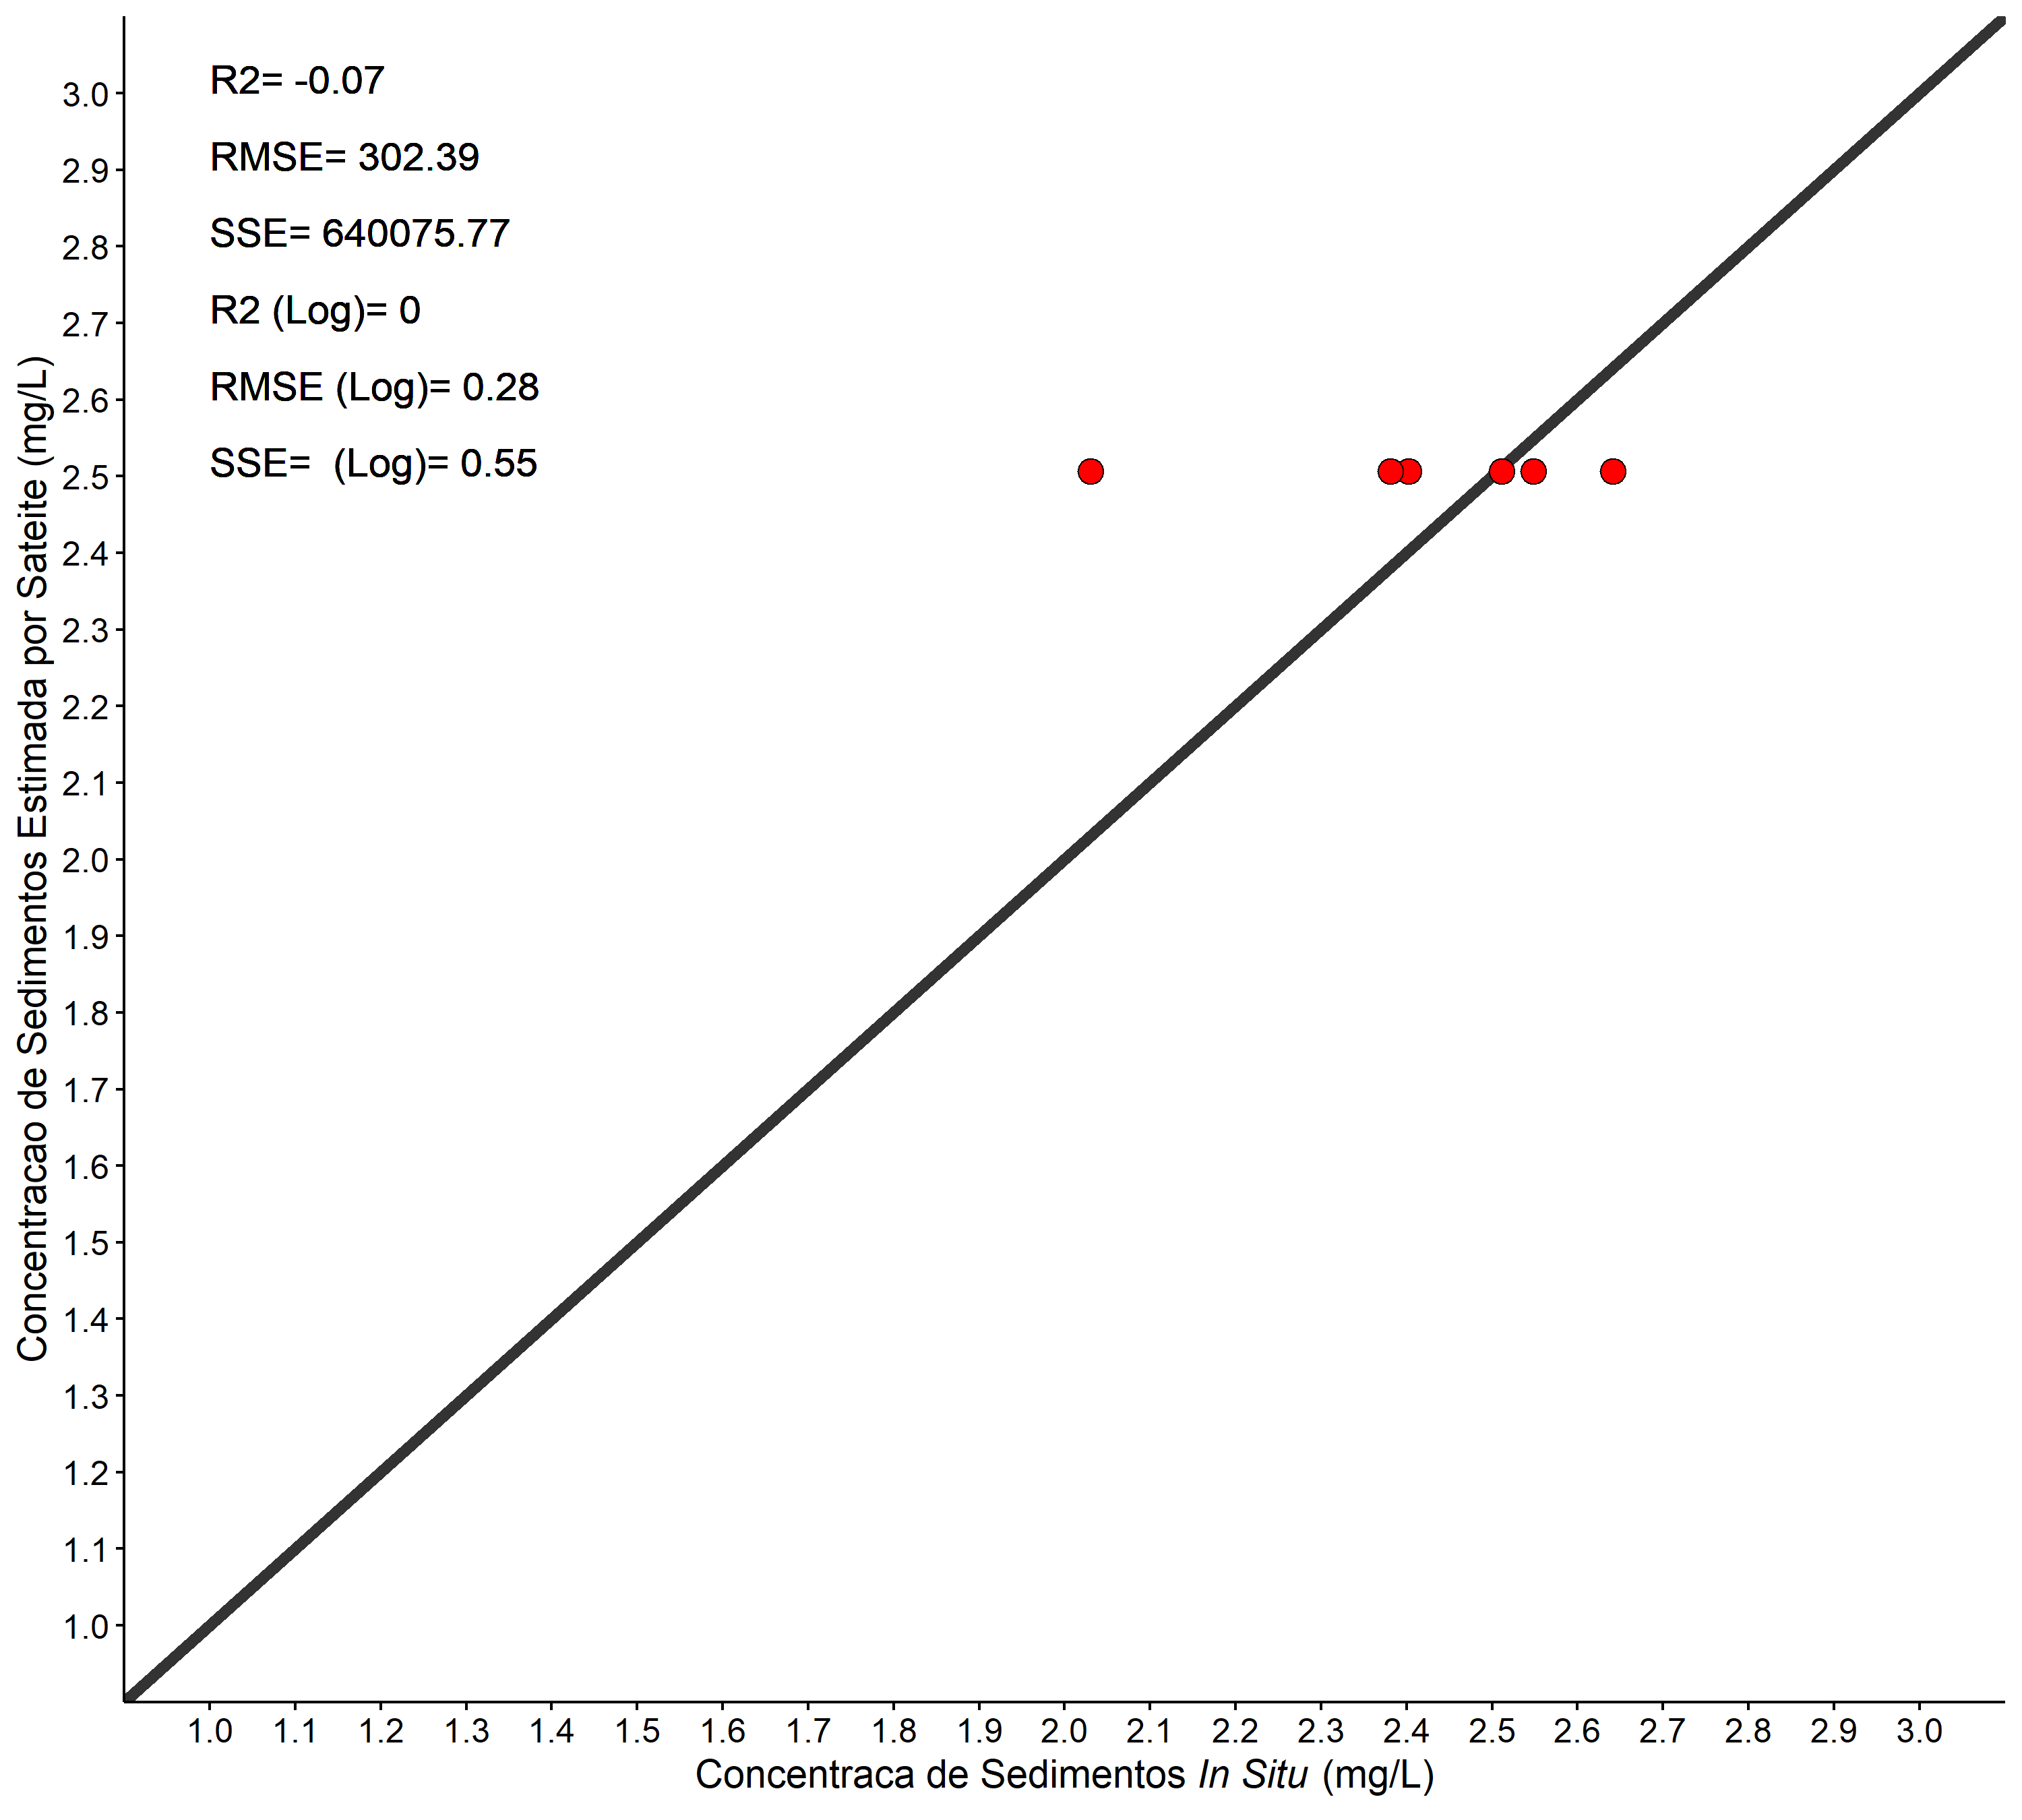 R2= -0.07
RMSE= 302.39
SSE= 640075.77
R2 (Log)= 0
RMSE (Log)= 0.28
SSE=  (Log)= 0.55
Concentracao de Sedimentos Estimada por Sateite (mg/L)
3.0
2.9
2.8
2.7
2.6
2.5
2.4
2.3
2.2
2.1
2.0
1.9
1.8
1.7
1.6
1.5
1.4
1.3
1.2
1.1
1.0
1.0 1.1 1.2 1.3 1.4 1.5 1.6 1.7 1.8 1.9 2.0 2.1 2.2 2.3 2.4 2.5 2.6 2.7 2.8 2.9 3.0
Concentraca de Sedimentos In Situ (mg/L)